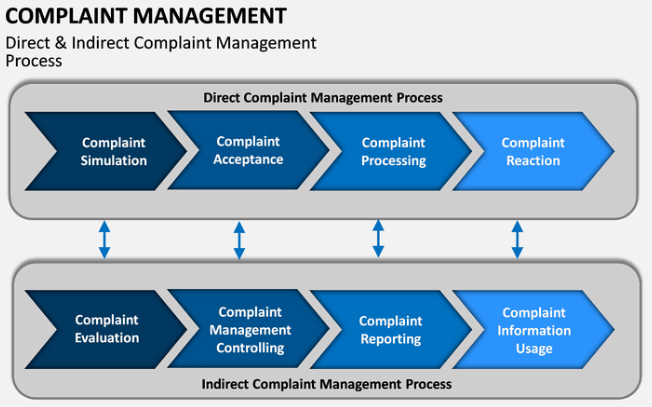 COMPLAINT MANAGEMENT
Direct & Indirect Complaint Management
Process
Direct Complaint Management Process
Complaint
Simulation
Complaint
Acceptance
Complaint
Processing
Complaint
Reaction
Complaint
Evaluation
Complaint
Management
Controlling
Complaint
Reporting
Complaint
Information
Usage
Indirect Complaint Management Process